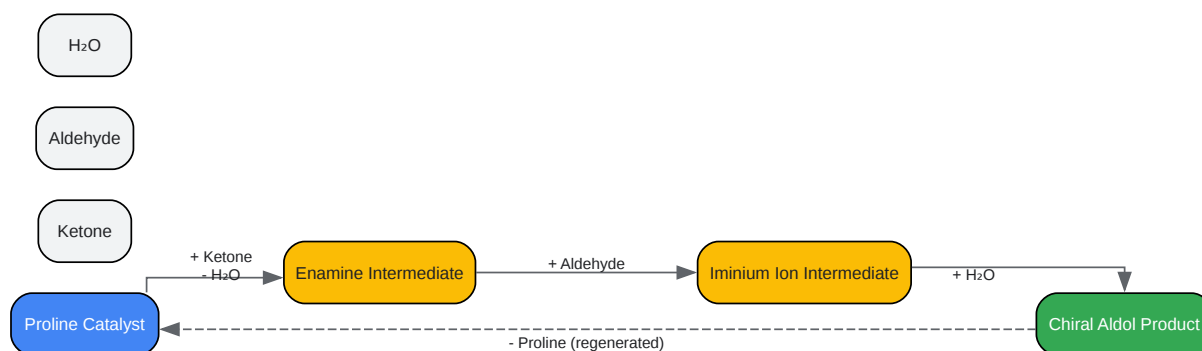 H₂O
Aldehyde
Ketone
+ Ketone
- H₂O
Enamine Intermediate
+ Aldehyde
Iminium Ion Intermediate
+ H₂O
Proline Catalyst
Chiral Aldol Product
- Proline (regenerated)